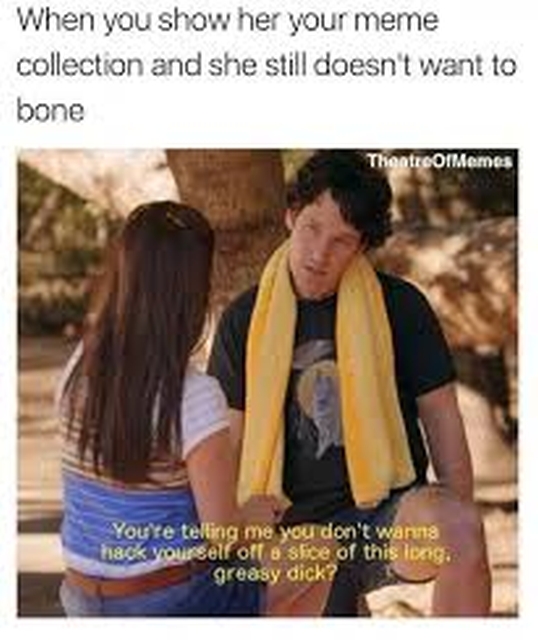 When you show her your meme
collection and she still doesn't want to
bone
TheatreOfMemes
You're telling me you don't wanna
hack yourself off a slice of this long,
greasy dick?